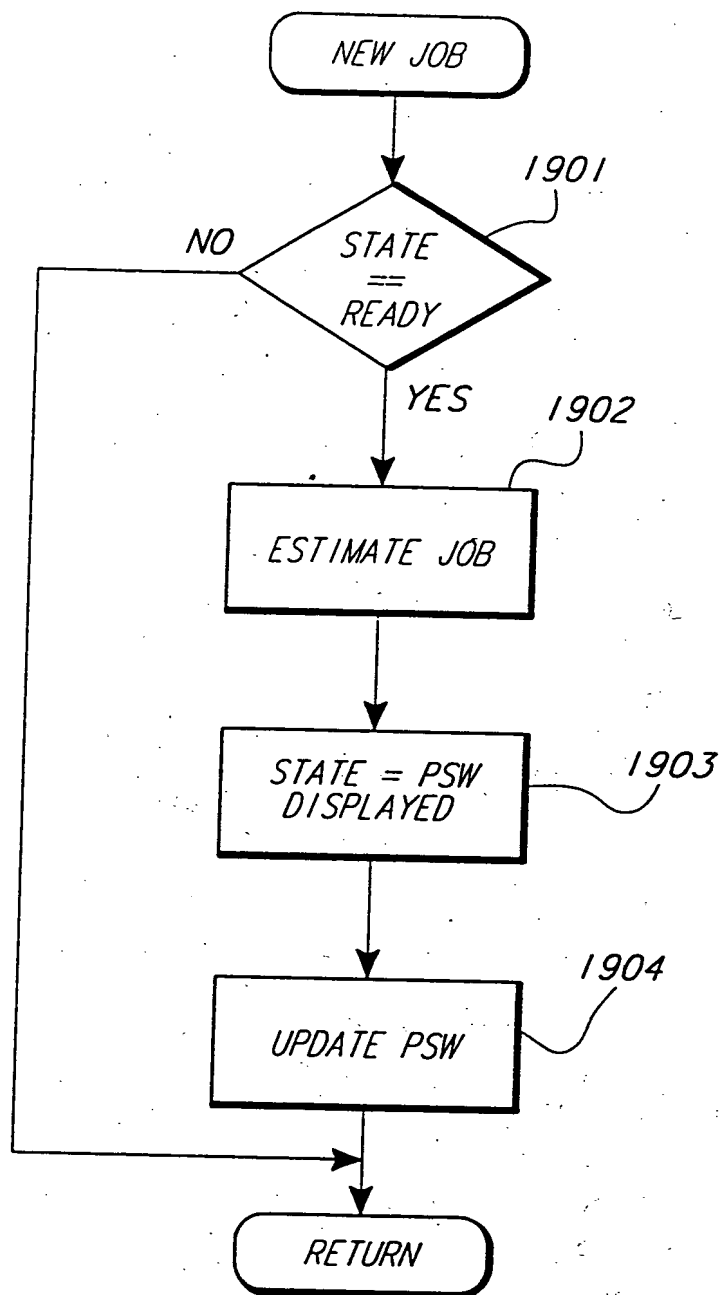 NEW JOB
1901
NO
STATE
==
READY
YES
1902
ESTIMATE JOB
1903
STATE = PSW
DISPLAYED
1904
UPDATE PSW
RETURN